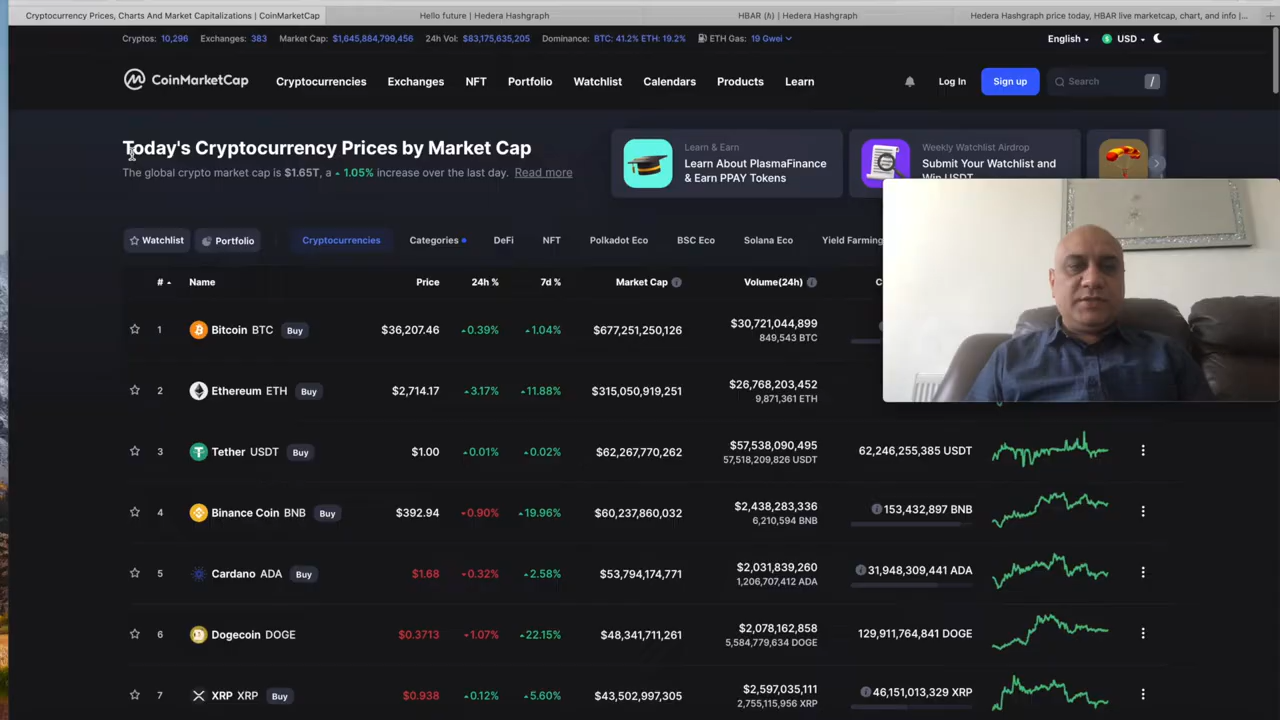 Cryptocurrency Prices, Charts And Market Capitalizations | CoinMarketCap
Hello future | Hedera Hashgraph
HBAR (ℏ) | Hedera Hashgraph
Hedera Hashgraph price today, HBAR live marketcap, chart, and info |...
Cryptos: 10,296 Exchanges: 383 Market Cap: $1,645,884,799,456 24h Vol: $83,175,635,205 Dominance: BTC: 41.2% ETH: 19.2% ETH Gas: 19 Gwei
English USD
CoinMarketCap
Cryptocurrencies Exchanges NFT Portfolio Watchlist Calendars Products Learn
Log In Sign up Search /
Today's Cryptocurrency Prices by Market Cap
The global crypto market cap is $1.65T, a 1.05% increase over the last day. Read more
Learn & Earn
Learn About PlasmaFinance
& Earn PPAY Tokens
Weekly Watchlist Airdrop
Submit Your Watchlist and
Win USDT
Watchlist Portfolio Cryptocurrencies Categories DeFi NFT Polkadot Eco BSC Eco Solana Eco Yield Farming
# Name Price 24h % 7d % Market Cap Volume(24h) C
1 Bitcoin BTC Buy $36,207.46 0.39% 1.04% $677,251,250,126 $30,721,044,899
849,543 BTC
2 Ethereum ETH Buy $2,714.17 3.17% 11.88% $315,050,919,251 $26,768,203,452
9,871,361 ETH
3 Tether USDT Buy $1.00 0.01% 0.02% $62,267,770,262 $57,538,090,495
57,518,209,826 USDT
62,246,255,385 USDT
4 Binance Coin BNB Buy $392.94 0.90% 19.96% $60,237,860,032 $2,438,283,336
6,210,594 BNB
153,432,897 BNB
5 Cardano ADA Buy $1.68 0.32% 2.58% $53,794,174,771 $2,031,839,260
1,206,707,412 ADA
31,948,309,441 ADA
6 Dogecoin DOGE $0.3713 1.07% 22.15% $48,341,711,261 $2,078,162,858
5,584,779,634 DOGE
129,911,764,841 DOGE
7 XRP XRP Buy $0.938 0.12% 5.60% $43,502,997,305 $2,597,035,111
2,755,115,956 XRP
46,151,013,329 XRP